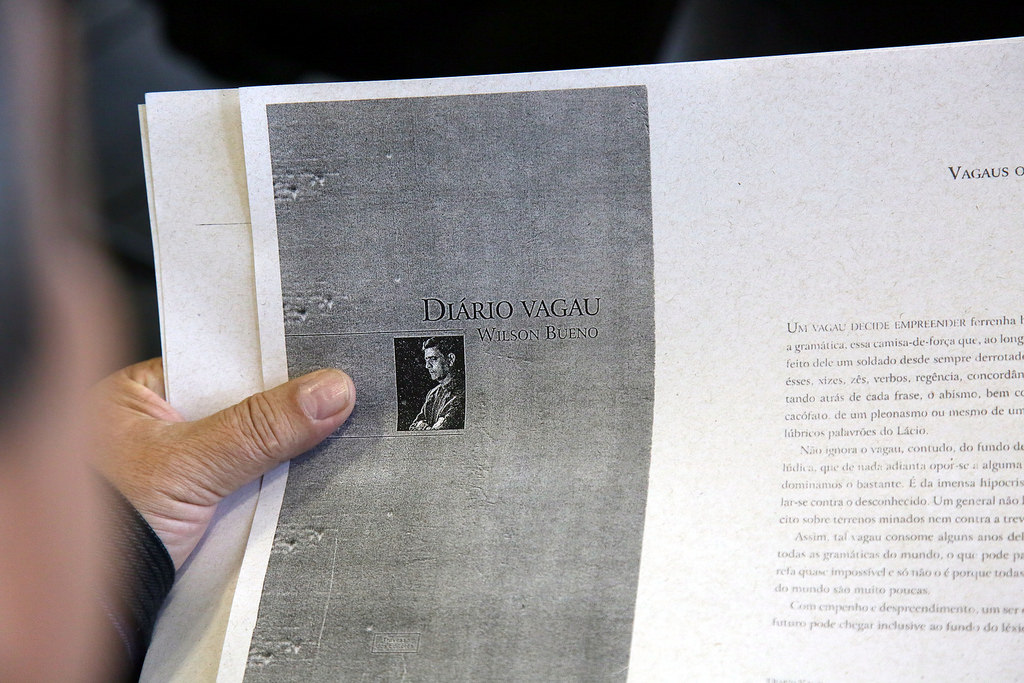 DIÁRIO VAGAU
WILSON BUENO
VAGAUS O
UM VAGAU DECIDE EMPREENDER ferrenha
a gramática, essa camisa-de-força que, ao long
feito dele um soldado desde sempre derrotado
ésses, xizes, zês, verbos, regência, concordân
tando atrás de cada frase, o abismo, bem co
cacófato, de um pleonasmo ou mesmo de um
lúbricos palavrões do Lácio.
Não ignora o vagau, contudo, do fundo de
lúdica, que de nada adianta opor-se a alguma
dominamos o bastante. É da imensa hipocris
lar-se contra o desconhecido. Um general não
cito sobre terrenos minados nem contra a trev
Assim, tal vagau consome alguns anos del
todas as gramáticas do mundo, o que pode pa
refa quase impossível e só não o é porque todas
do mundo são muito poucas.
Com empenho e despreendimento, um ser
futuro pode chegar inclusive ao fundo do léxi